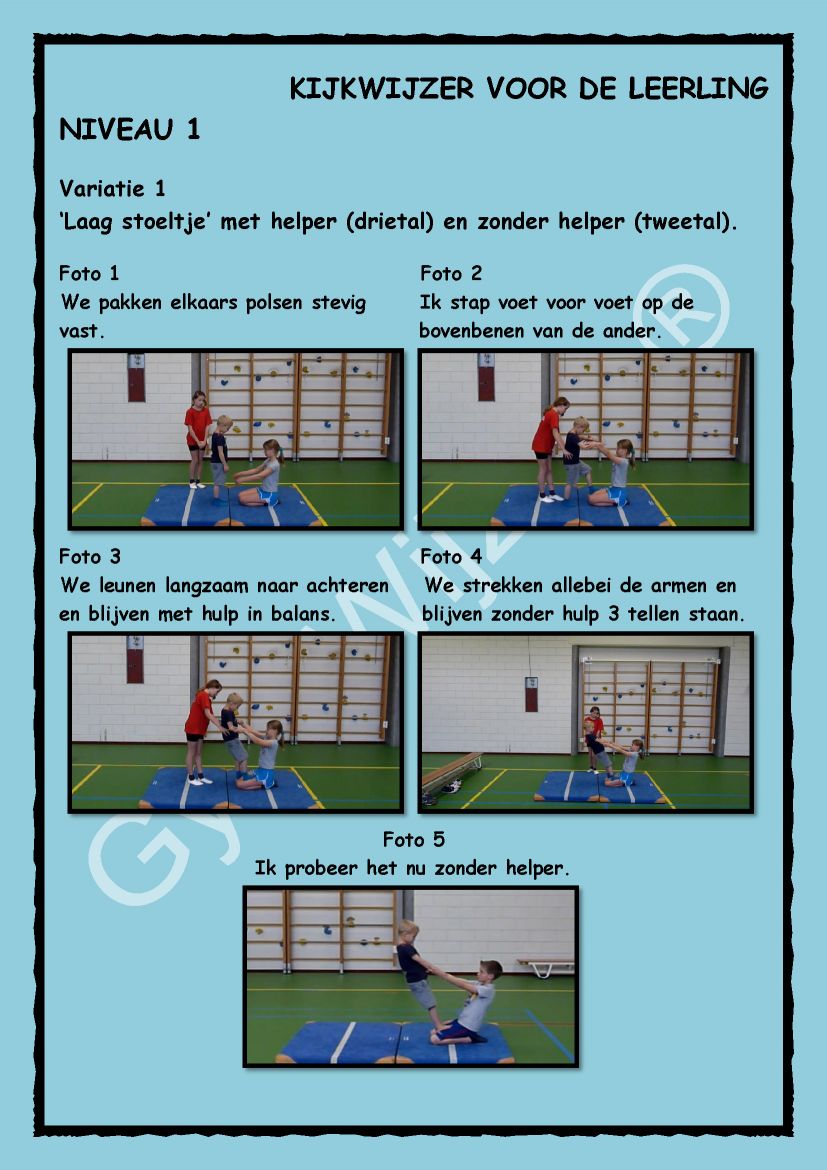 KIJKWIJZER VOOR DE LEERLING
NIVEAU 1
Variatie 1
‘Laag stoeltje’ met helper (drietal) en zonder helper (tweetal).
Foto 1
We pakken elkaars polsen stevig
vast.
Foto 2
Ik stap voet voor voet op de
bovenbenen van de ander.
Foto 3
We leunen langzaam naar achteren
en blijven met hulp in balans.
Foto 4
We strekken allebei de armen en
blijven zonder hulp 3 tellen staan.
Foto 5
Ik probeer het nu zonder helper.